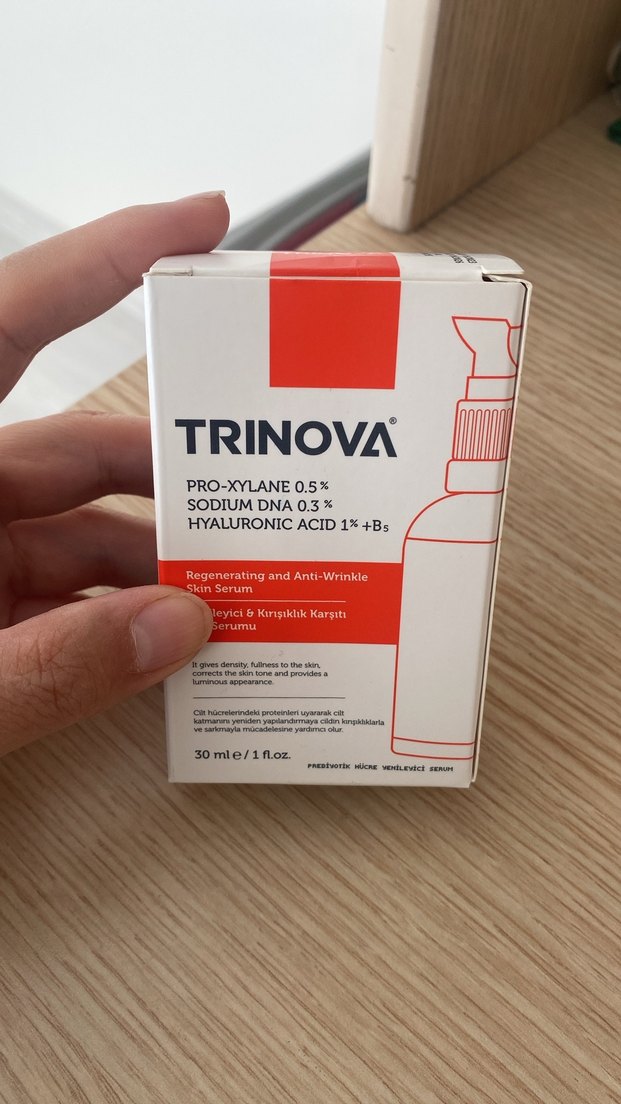 TRINOVA®
PRO-XYLANE 0.5%
SODIUM DNA 0.3%
HYALURONIC ACID 1% +B₅
Regenerating and Anti-Wrinkle
Skin Serum
leyici & Kırışıklık Karşıtı
Serumu
It gives density, fullness to the skin,
corrects the skin tone and provides a
luminous appearance.
Cilt hücrelerindeki proteinleri uyararak cilt
katmanını yeniden yapılandırmaya cildin kırışıklıklarla
ve sarkmayla mücadelesine yardımcı olur.
30 ml ℮ / 1 fl.oz.
PREBİYOTİK HÜCRE YENİLEYİCİ SERUM